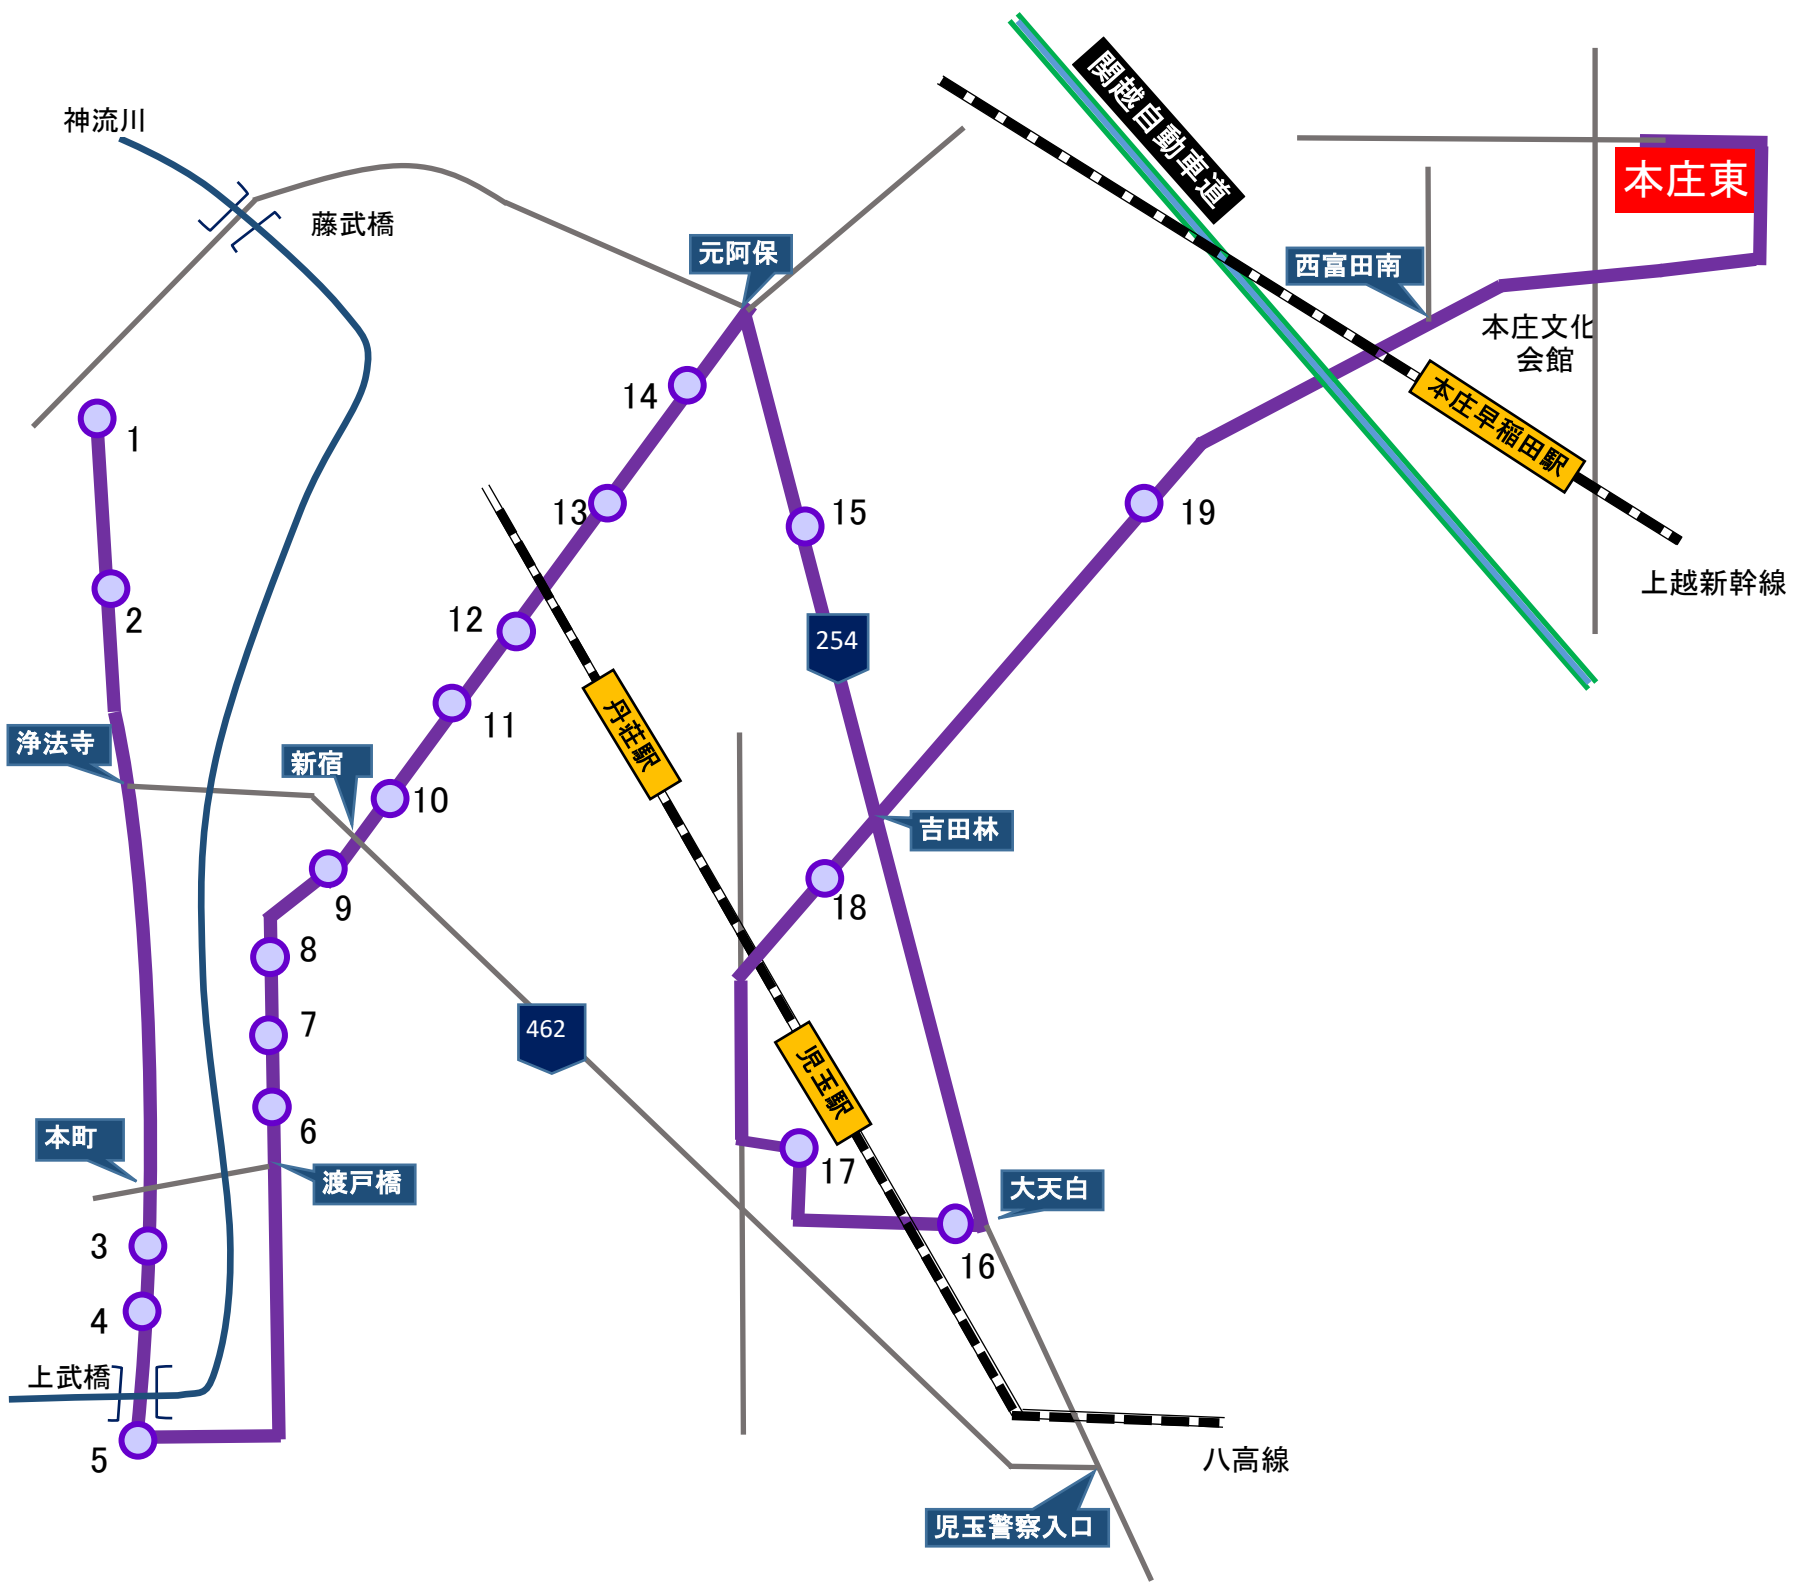 関越自動車道
神流川
藤武橋
本庄東
元阿保
西富田南
本庄文化
会館
本庄早稲田駅
上越新幹線
14
1
13
15
19
2
12
254
丹荘駅
11
浄法寺
新宿
10
吉田林
9
18
8
7
462
児玉駅
6
本町
渡戸橋
17
大天白
3
16
4
上武橋
5
八高線
児玉警察入口